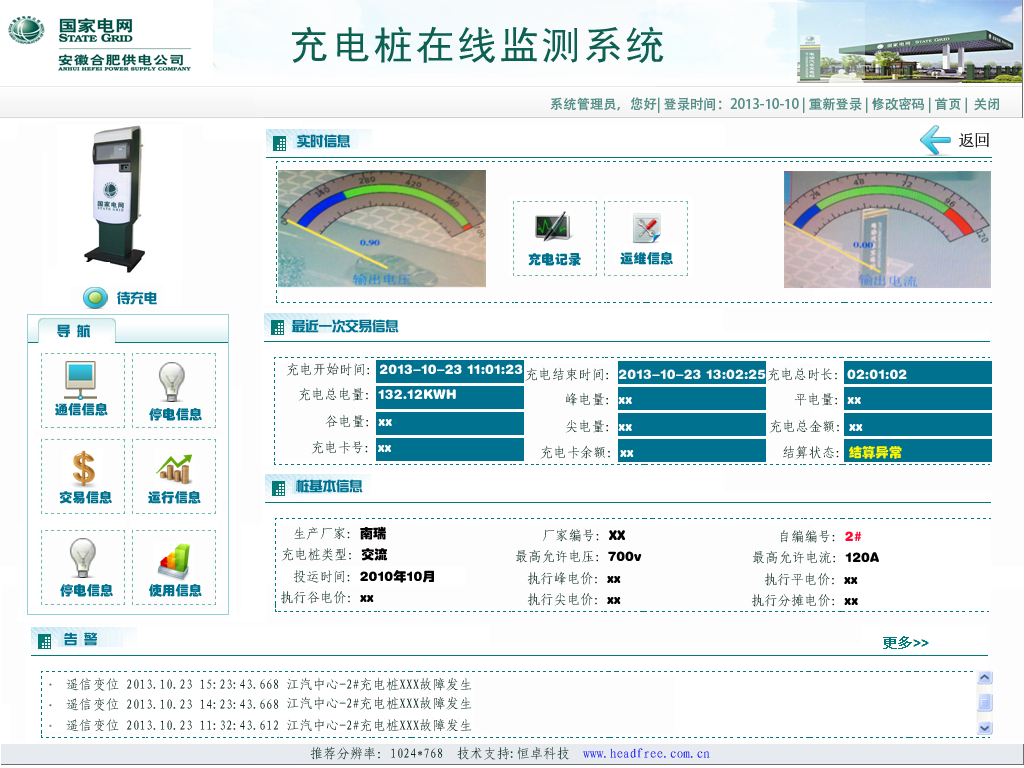 国家电网
STATE GRID
安徽合肥供电公司
ANHUI HEFEI POWER SUPPLY COMPANY
充电桩在线监测系统
国家电网 STATE GRID
系统管理员, 您好| 登录时间: 2013-10-10 | 重新登录 | 修改密码 | 首页 | 关闭
国家电网
STATE GRID
待充电
实时信息
返回
140 280 420 700
0.90
输出电压
充电记录
运维信息
24 48 72 96 120
0.00
输出电流
导 航
通信信息
停电信息
交易信息
运行信息
停电信息
使用信息
最近一次交易信息
充电开始时间: 2013-10-23 11:01:23 充电结束时间: 2013-10-23 13:02:25 充电总时长: 02:01:02
充电总电量: 132.12KWH 峰电量: xx 平电量: xx
谷电量: xx 尖电量: xx 充电总金额: xx
充电卡号: xx 充电卡余额: xx 结算状态: 结算异常
桩基本信息
生产厂家: 南瑞 厂家编号: XX 自编编号: 2#
充电桩类型: 交流 最高允许电压: 700v 最高允许电流: 120A
投运时间: 2010年10月 执行峰电价: xx 执行平电价: xx
执行谷电价: xx 执行尖电价: xx 执行分摊电价: xx
告 警
更多>>
· 遥信变位 2013.10.23 15:23:43.668 江汽中心-2#充电桩XXX故障发生
· 遥信变位 2013.10.23 14:23:43.668 江汽中心-2#充电桩XXX故障发生
· 遥信变位 2013.10.23 11:32:43.612 江汽中心-2#充电桩XXX故障发生
推荐分辨率: 1024*768 技术支持:恒卓科技 www.headfree.com.cn